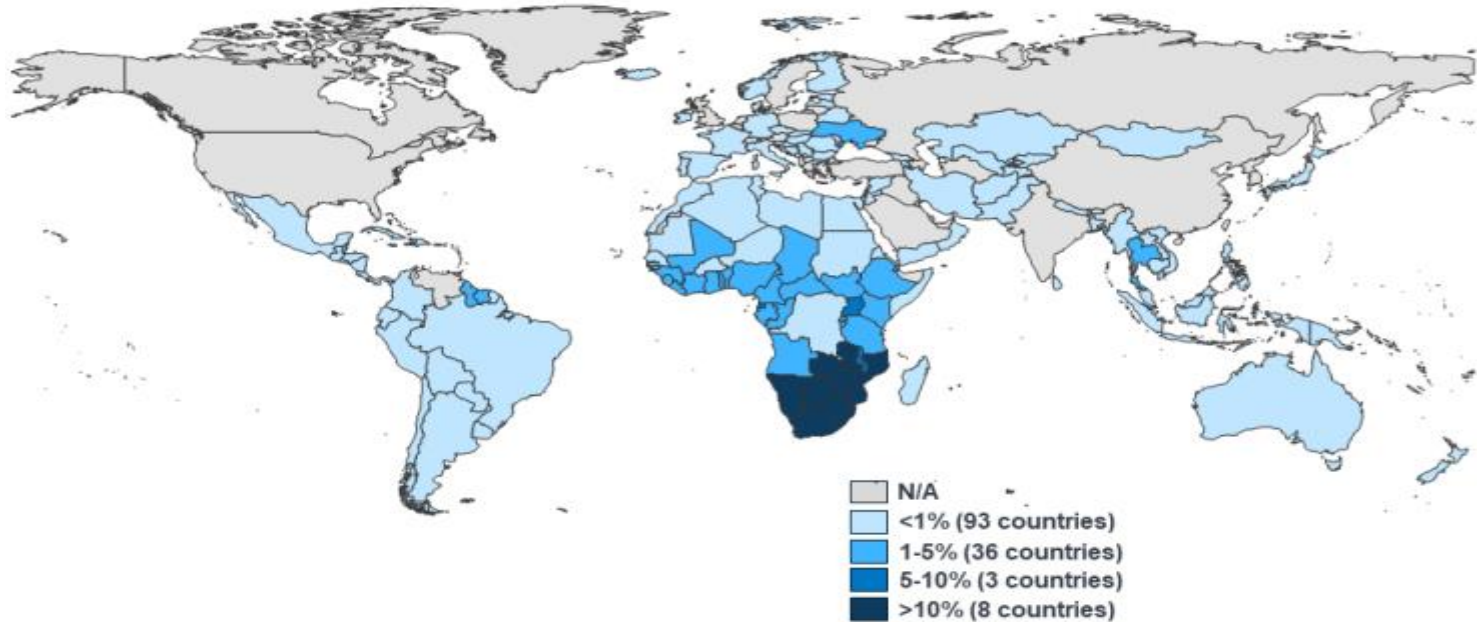 N/A
<1% (93 countries)
1-5% (36 countries)
5-10% (3 countries)
>10% (8 countries)